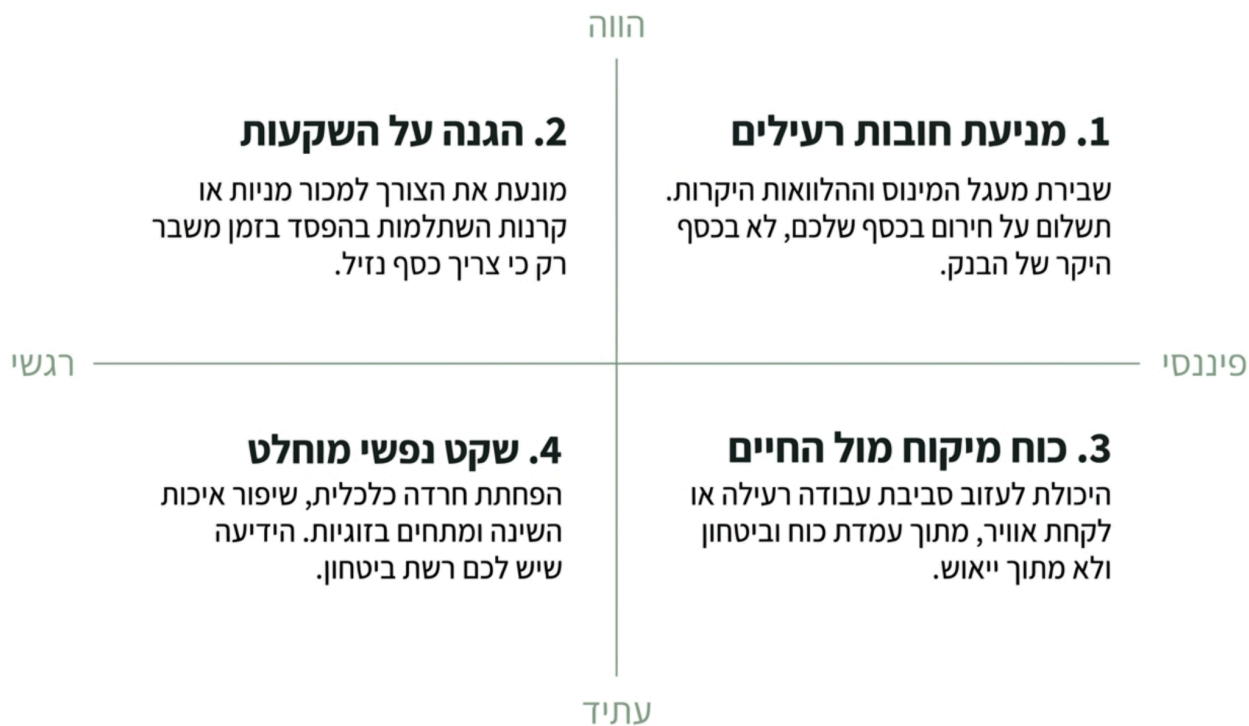 הווה
1. מניעת חובות רעילים
שבירת מעגל המינוס וההלוואות היקרות.
תשלום על חירום בכסף שלכם, לא בכסף
היקר של הבנק.
2. הגנה על השקעות
מונעת את הצורך למכור מניות או
קרנות השתלמות בהפסד בזמן משבר
רק כי צריך כסף נזיל.
פיננסי
רגשי
3. כוח מיקוח מול החיים
היכולת לעזוב סביבת עבודה רעילה או
לקחת אוויר, מתוך עמדת כוח וביטחון
ולא מתוך ייאוש.
4. שקט נפשי מוחלט
הפחתת חרדה כלכלית, שיפור איכות
השינה ומתחים בזוגיות. הידיעה
שיש לכם רשת ביטחון.
עתיד